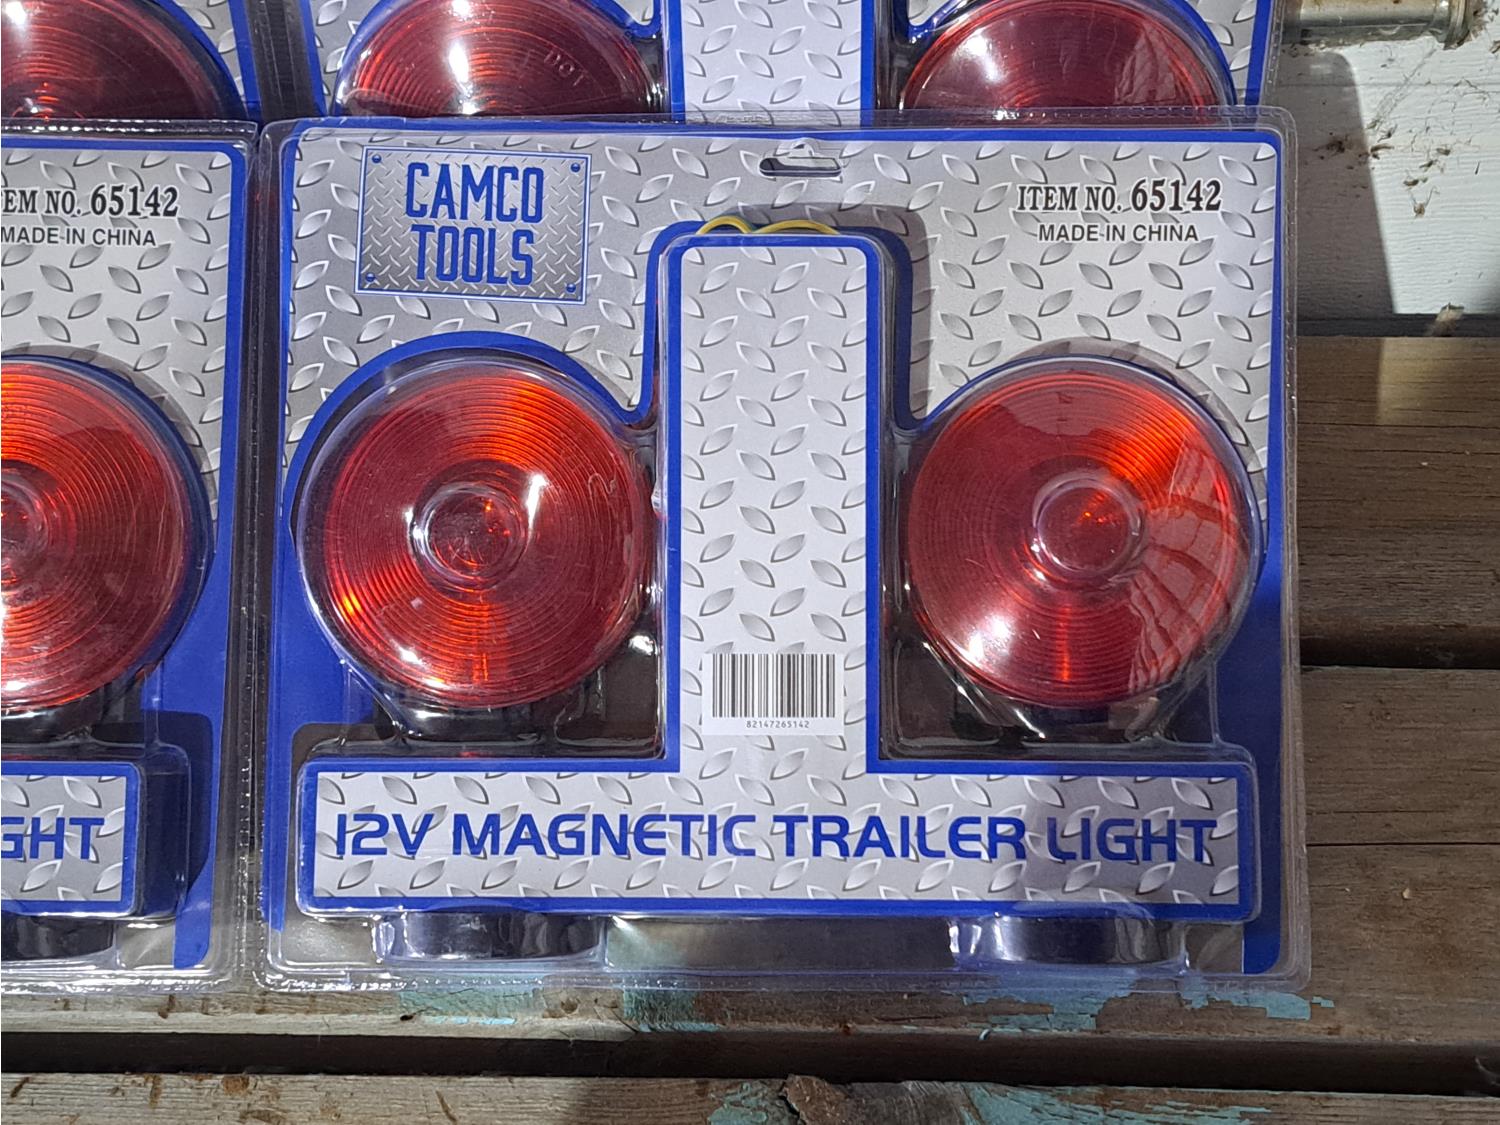 DOT
EM NO. 65142
MADE IN CHINA
GHT
CAMCO
TOOLS
ITEM NO. 65142
MADE IN CHINA
82147265142
12V MAGNETIC TRAILER LIGHT